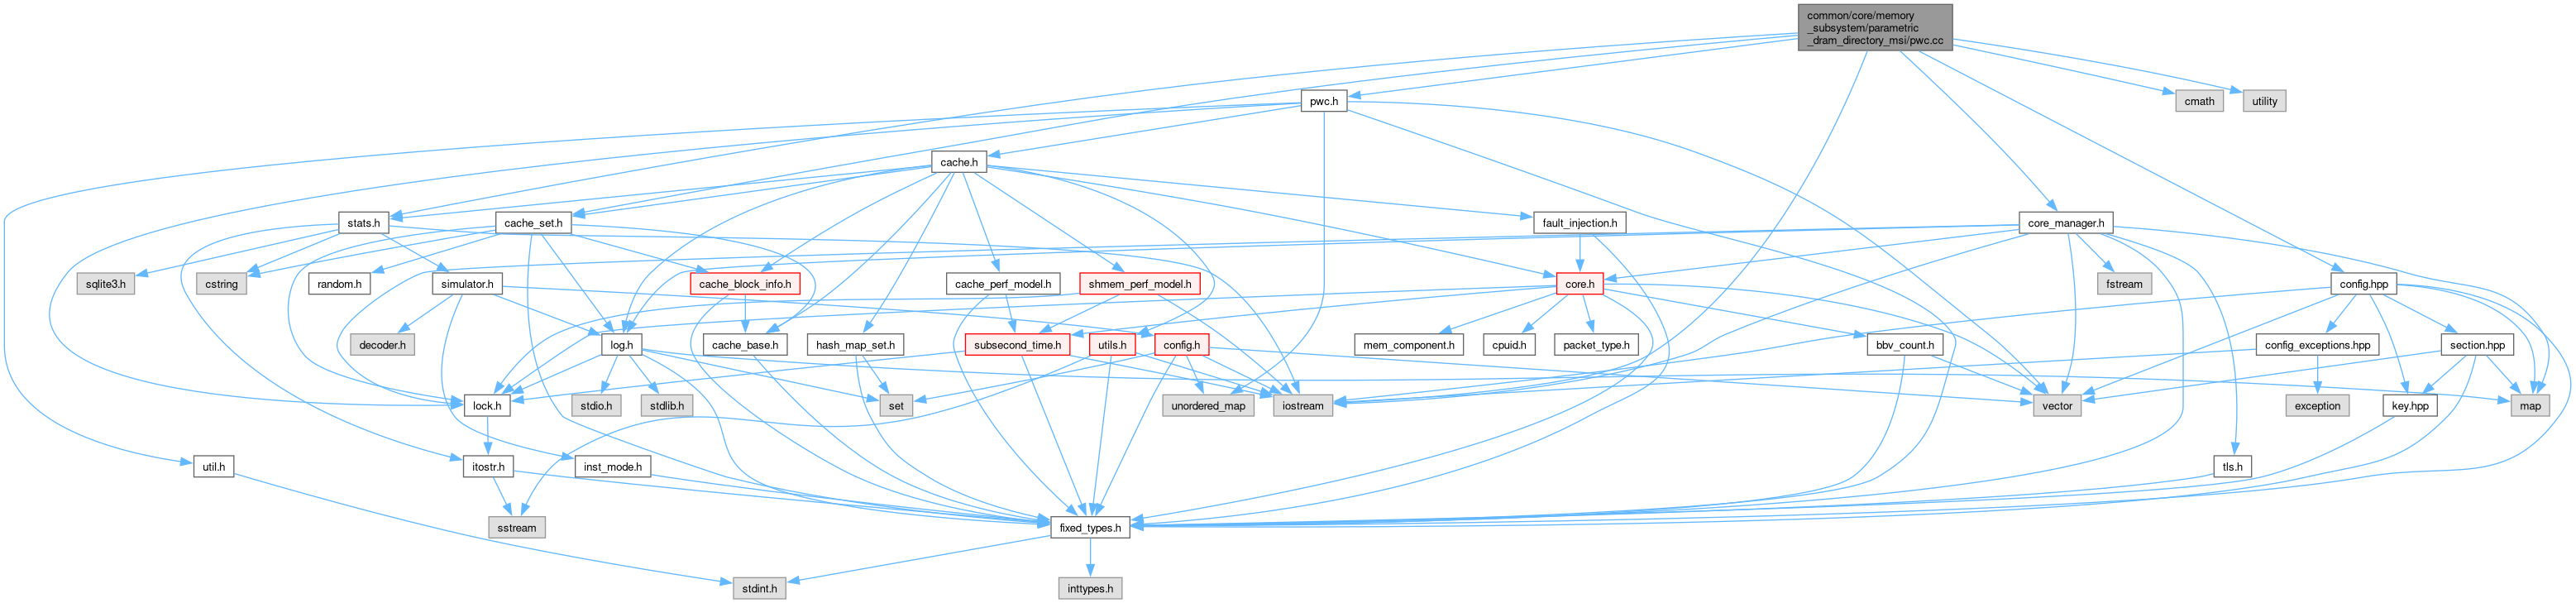 common/core/memory
_subsystem/parametric
_dram_directory_msi/pwc.cc
pwc.h
cmath
utility
cache.h
stats.h
cache_set.h
fault_injection.h
core_manager.h
sqlite3.h
cstring
random.h
simulator.h
cache_block_info.h
cache_perf_model.h
shmem_perf_model.h
core.h
fstream
config.hpp
decoder.h
log.h
cache_base.h
hash_map_set.h
subsecond_time.h
utils.h
config.h
mem_component.h
cpuid.h
packet_type.h
bbv_count.h
config_exceptions.hpp
section.hpp
lock.h
stdio.h
stdlib.h
set
unordered_map
iostream
vector
exception
key.hpp
map
util.h
itostr.h
inst_mode.h
tls.h
sstream
fixed_types.h
stdint.h
inttypes.h